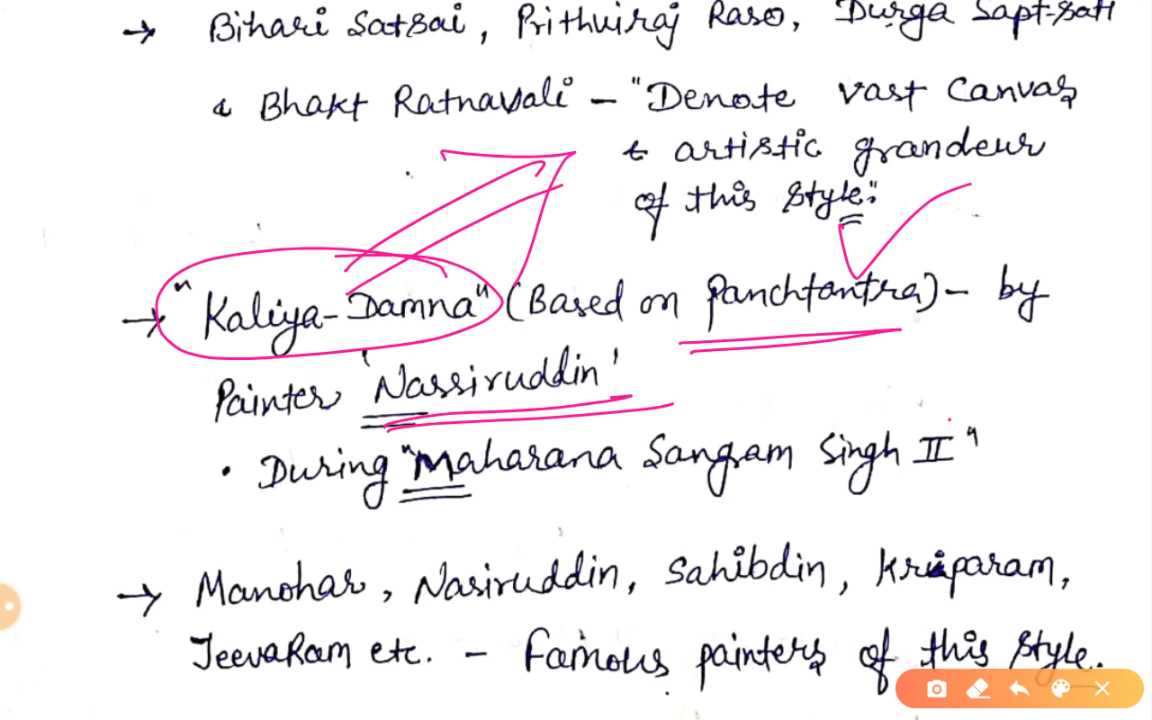 → Bihari Satsai, Prithviraj Raso, Durga Sapt-sati
& Bhakt Ratnavali – "Denote vast Canvas
& artistic grandeur
of this style."
→ "Kaliya-Damna" (Based on Panchtantra) – by
Painter 'Nassiruddin'
• During "Maharana Sangam Singh II"
→ Manohar, Nasiruddin, Sahibdin, Kriparam,
JeevaRam etc. – Famous painters of this style.